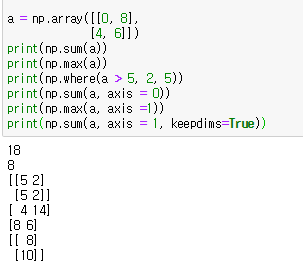 a = np.array([[0, 8],
[4, 6]])
print(np.sum(a))
print(np.max(a))
print(np.where(a > 5, 2, 5))
print(np.sum(a, axis = 0))
print(np.max(a, axis =1))
print(np.sum(a, axis = 1, keepdims=True))
18
8
[[5 2]
[5 2]]
[ 4 14]
[8 6]
[[ 8]
[10]]